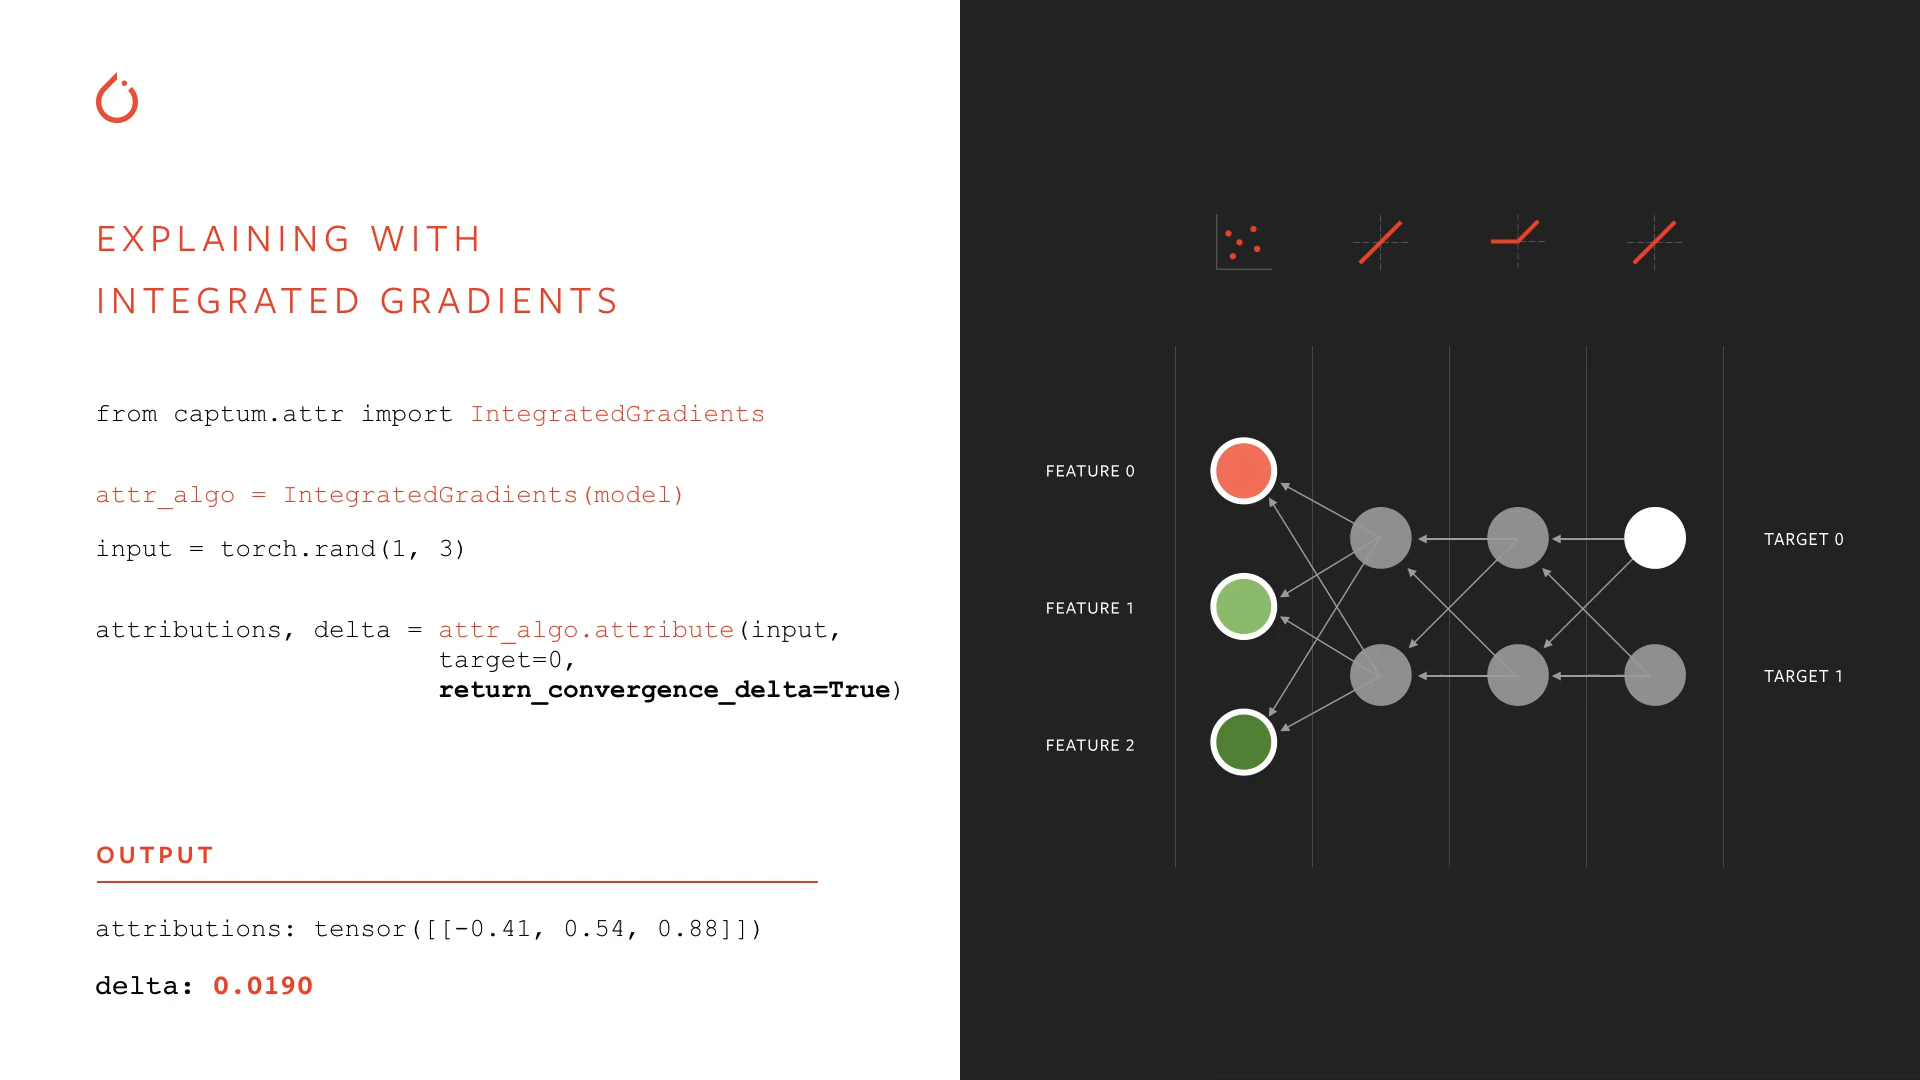 EXPLAINING WITH
INTEGRATED GRADIENTS
from captum.attr import IntegratedGradients
attr_algo = IntegratedGradients(model)
input = torch.rand(1, 3)
attributions, delta = attr_algo.attribute(input,
target=0,
return_convergence_delta=True)
OUTPUT
attributions: tensor([[-0.41, 0.54, 0.88]])
delta: 0.0190
FEATURE 0
FEATURE 1
FEATURE 2
TARGET 0
TARGET 1